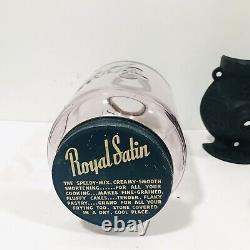 Royal Satin
THE SPEEDY-MIX, CREAMY-SMOOTH
SHORTENING.....FOR ALL YOUR
COOKING....MAKES FINE-GRAINED,
FLUFFY CAKES....TENDER, FLAKY
PASTRY....GRAND FOR ALL YOUR
FRYING TOO. STORE COVERED
IN A DRY, COOL PLACE.